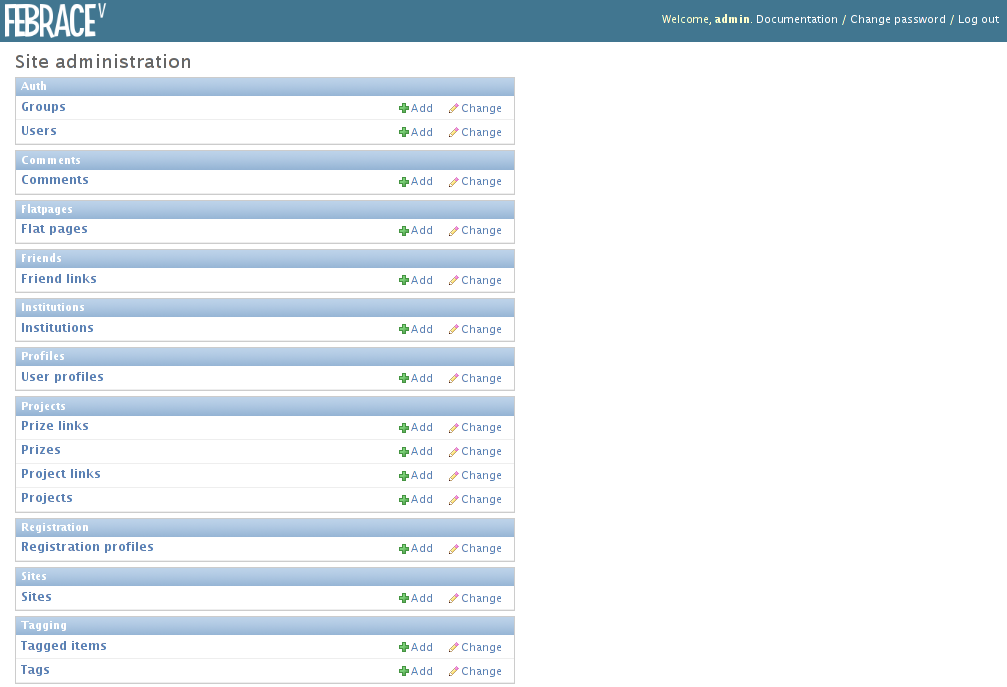 FEBRACE V
Welcome, admin. Documentation / Change password / Log out
Site administration
Auth
Groups Add Change
Users Add Change
Comments
Comments Add Change
Flatpages
Flat pages Add Change
Friends
Friend links Add Change
Institutions
Institutions Add Change
Profiles
User profiles Add Change
Projects
Prize links Add Change
Prizes Add Change
Project links Add Change
Projects Add Change
Registration
Registration profiles Add Change
Sites
Sites Add Change
Tagging
Tagged items Add Change
Tags Add Change